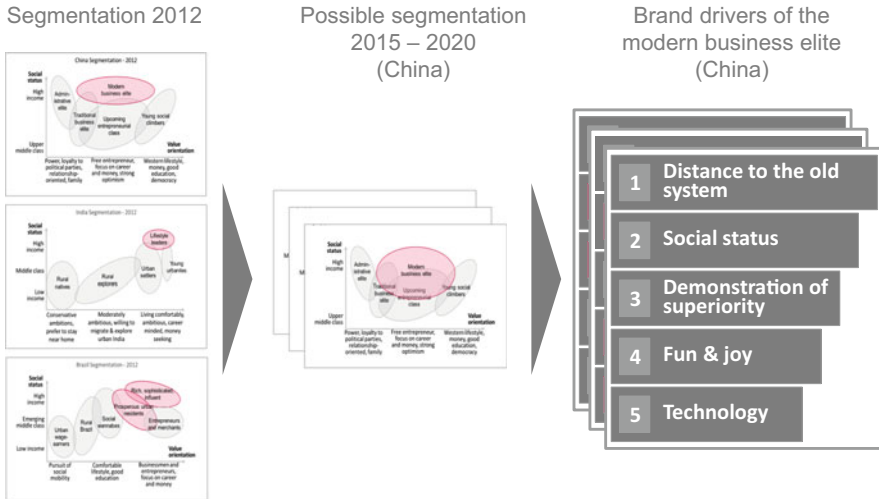 Segmentation 2012
Possible segmentation
2015 – 2020
(China)
Brand drivers of the
modern business elite
(China)
China Segmentation - 2012
Social
status
High
income
Upper
middle class
Admin-
istrative
elite
Traditional
business
elite
Modern
business elite
Upcoming
entrepreneurial
class
Young social
climbers
Value
orientation
Power, loyalty to
political parties,
relationship-
oriented, family
Free entrepreneur,
focus on career
and money, strong
optimism
Western lifestyle,
money, good
education,
democracy
India Segmentation - 2012
Social
status
High
income
Middle class
Low
income
Rural
natives
Rural
explores
Urban
settlers
Lifestyle
leaders
Young
urbanites
Conservative
ambitions,
prefer to stay
near home
Moderately
ambitious, willing to
migrate & explore
urban India
Living comfortably,
ambitious, career
minded, money
seeking
Brazil Segmentation - 2012
Social
status
High
income
Emerging
middle class
Low income
Urban
wage-
earners
Rural
Brazil
Social
wannabes
Rich, sophisticated
influent
Prosperous urban
residents
Entrepreneurs
and merchants
Value
orientation
Pursuit of
social
mobility
Comfortable
lifestyle, good
education
Businessmen and
entrepreneurs,
focus on career
and money
M
M
Social
status
High
income
Upper
middle class
Administrative
elite
Traditional
business
elite
Modern
business elite
Upcoming
entrepreneurial
class
Young social
climbers
Value
orientation
Power, loyalty to
political parties,
relationship-
oriented, family
Free entrepreneur,
focus on career
and money, strong
optimism
Western lifestyle,
money, good
education,
democracy
1 Distance to the old
system
2 Social status
3 Demonstration of
superiority
4 Fun & joy
5 Technology